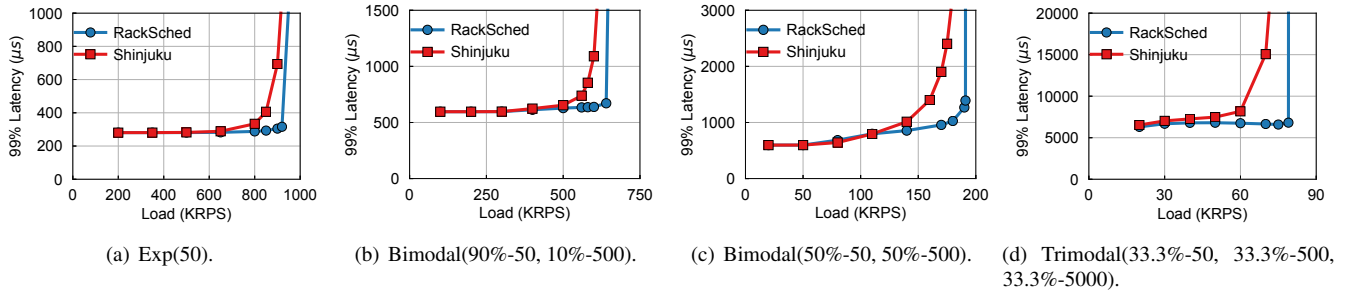 1000
800
600
400
200
0
99% Latency (μs)
RackSched
Shinjuku
0 200 400 600 800 1000
Load (KRPS)
(a) Exp(50).
1500
1000
500
0
99% Latency (μs)
RackSched
Shinjuku
0 250 500 750
Load (KRPS)
(b) Bimodal(90%-50, 10%-500).
3000
2000
1000
0
99% Latency (μs)
RackSched
Shinjuku
0 50 100 150 200
Load (KRPS)
(c) Bimodal(50%-50, 50%-500).
20000
15000
10000
5000
0
99% Latency (μs)
RackSched
Shinjuku
0 30 60 90
Load (KRPS)
(d) Trimodal(33.3%-50, 33.3%-500,
33.3%-5000).